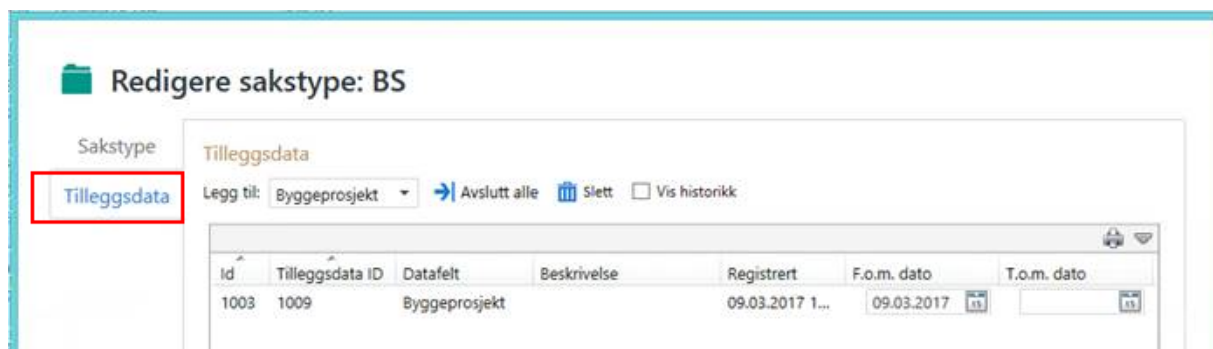 Redigere sakstype: BS
Sakstype
Tilleggsdata
Tilleggsdata
Legg til: Byggeprosjekt Avslutt alle Slett Vis historikk
Id Tilleggsdata ID Datafelt Beskrivelse Registrert F.o.m. dato T.o.m. dato
1003 1009 Byggeprosjekt 09.03.2017 1... 09.03.2017